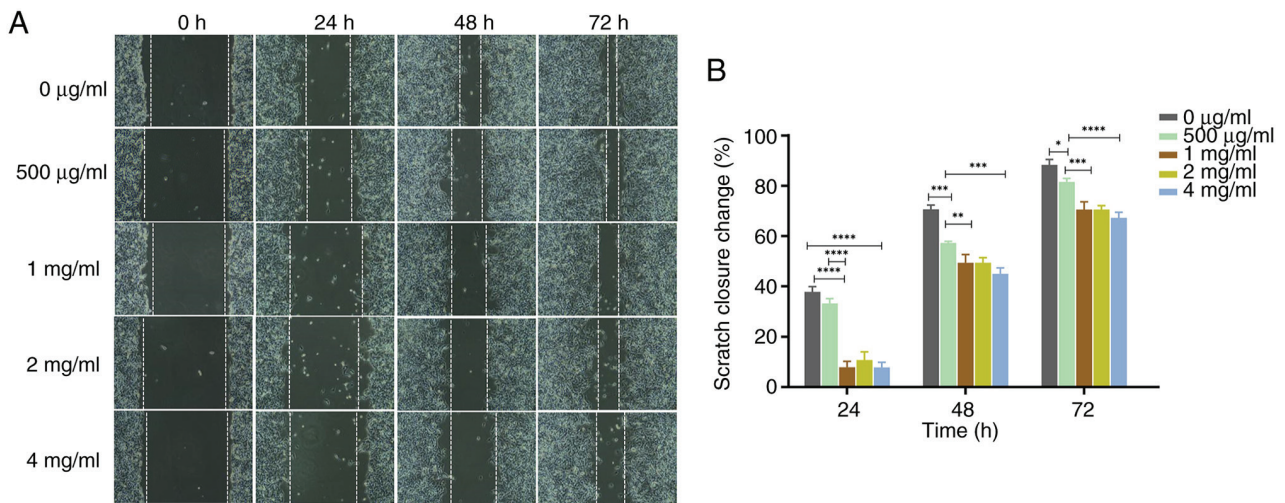 A
0 h
24 h
48 h
72 h
0 μg/ml
500 μg/ml
1 mg/ml
2 mg/ml
4 mg/ml
B
Scratch closure change (%)
100
80
60
40
20
0
****
****
****
***
***
**
*
****
***
24
48
72
Time (h)
0 μg/ml
500 μg/ml
1 mg/ml
2 mg/ml
4 mg/ml